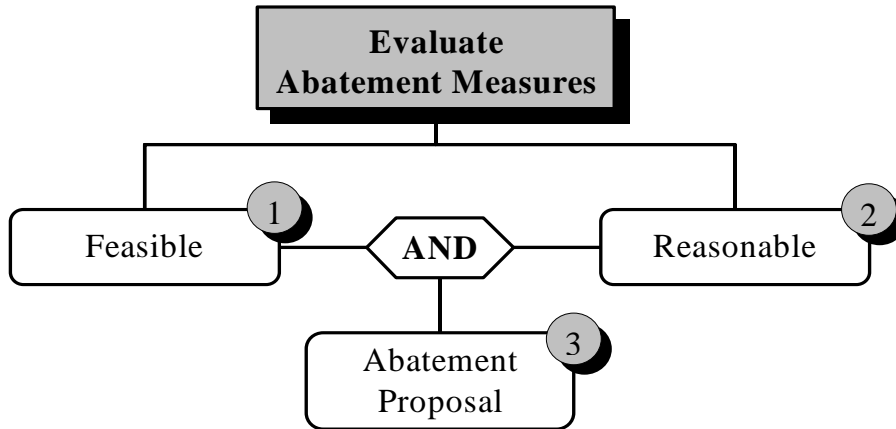 Evaluate
Abatement Measures
1
Feasible
AND
2
Reasonable
3
Abatement
Proposal